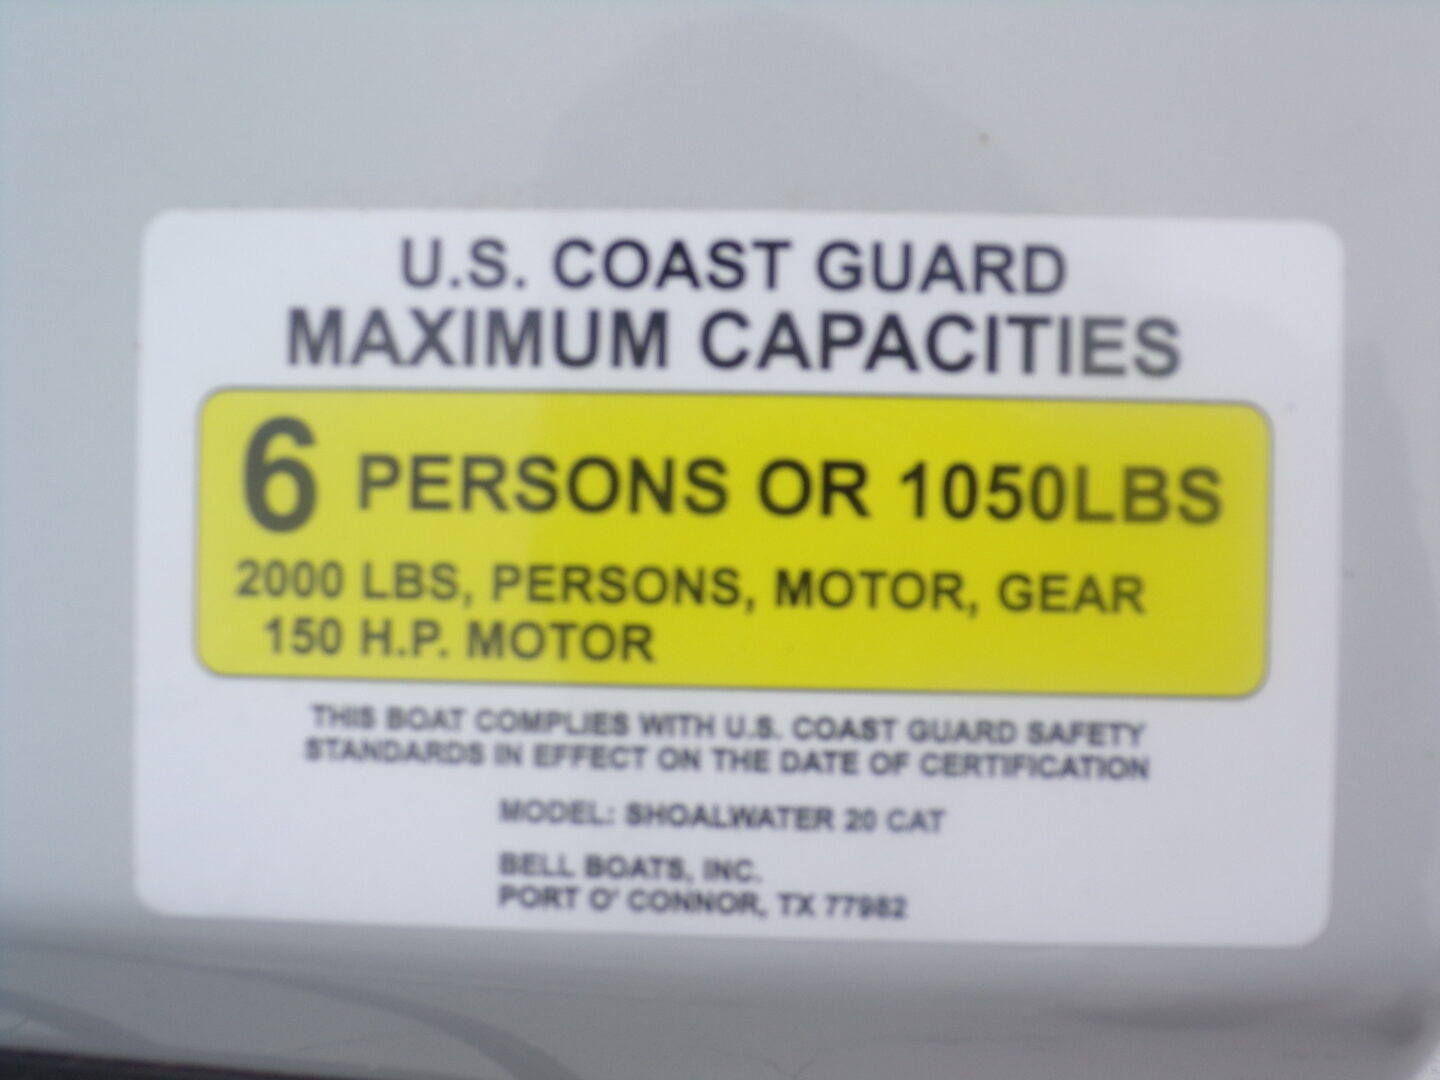 U.S. COAST GUARD
MAXIMUM CAPACITIES
6 PERSONS OR 1050LBS
2000 LBS, PERSONS, MOTOR, GEAR
150 H.P. MOTOR
THIS BOAT COMPLIES WITH U.S. COAST GUARD SAFETY
STANDARDS IN EFFECT ON THE DATE OF CERTIFICATION
MODEL: SHOALWATER 20 CAT
BELL BOATS, INC.
PORT O' CONNOR, TX 77982